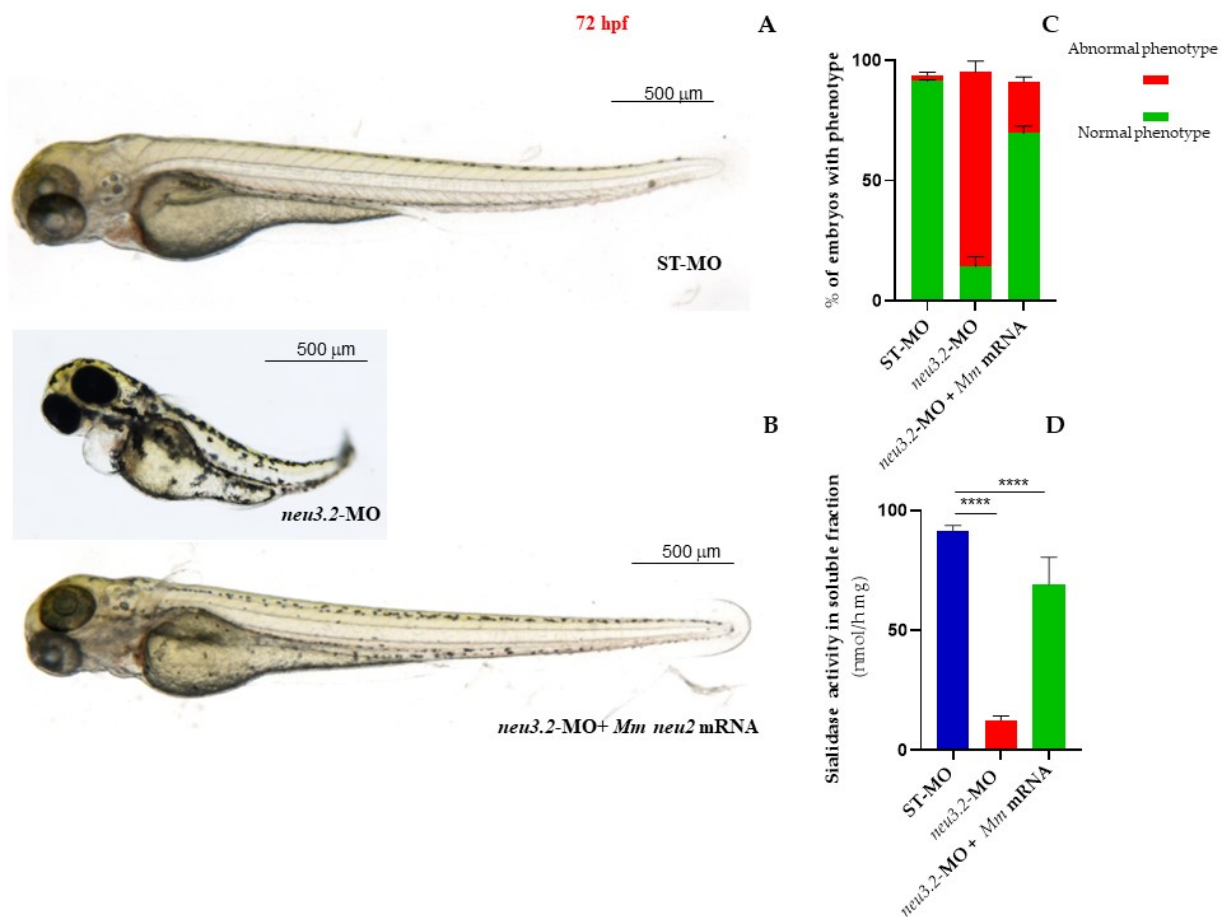 72 hpf
A
500 μm
ST-MO
500 μm
B
neu3.2-MO
500 μm
neu3.2-MO+ Mm neu2 mRNA
C
Abnormal phenotype
Normal phenotype
% of embryos with phenotype
100
50
0
ST-MO
neu3.2-MO
neu3.2-MO + Mm mRNA
D
Sialidase activity in soluble fraction
(nmol/h mg)
****
****
100
50
0
ST-MO
neu3.2-MO
neu3.2-MO + Mm mRNA